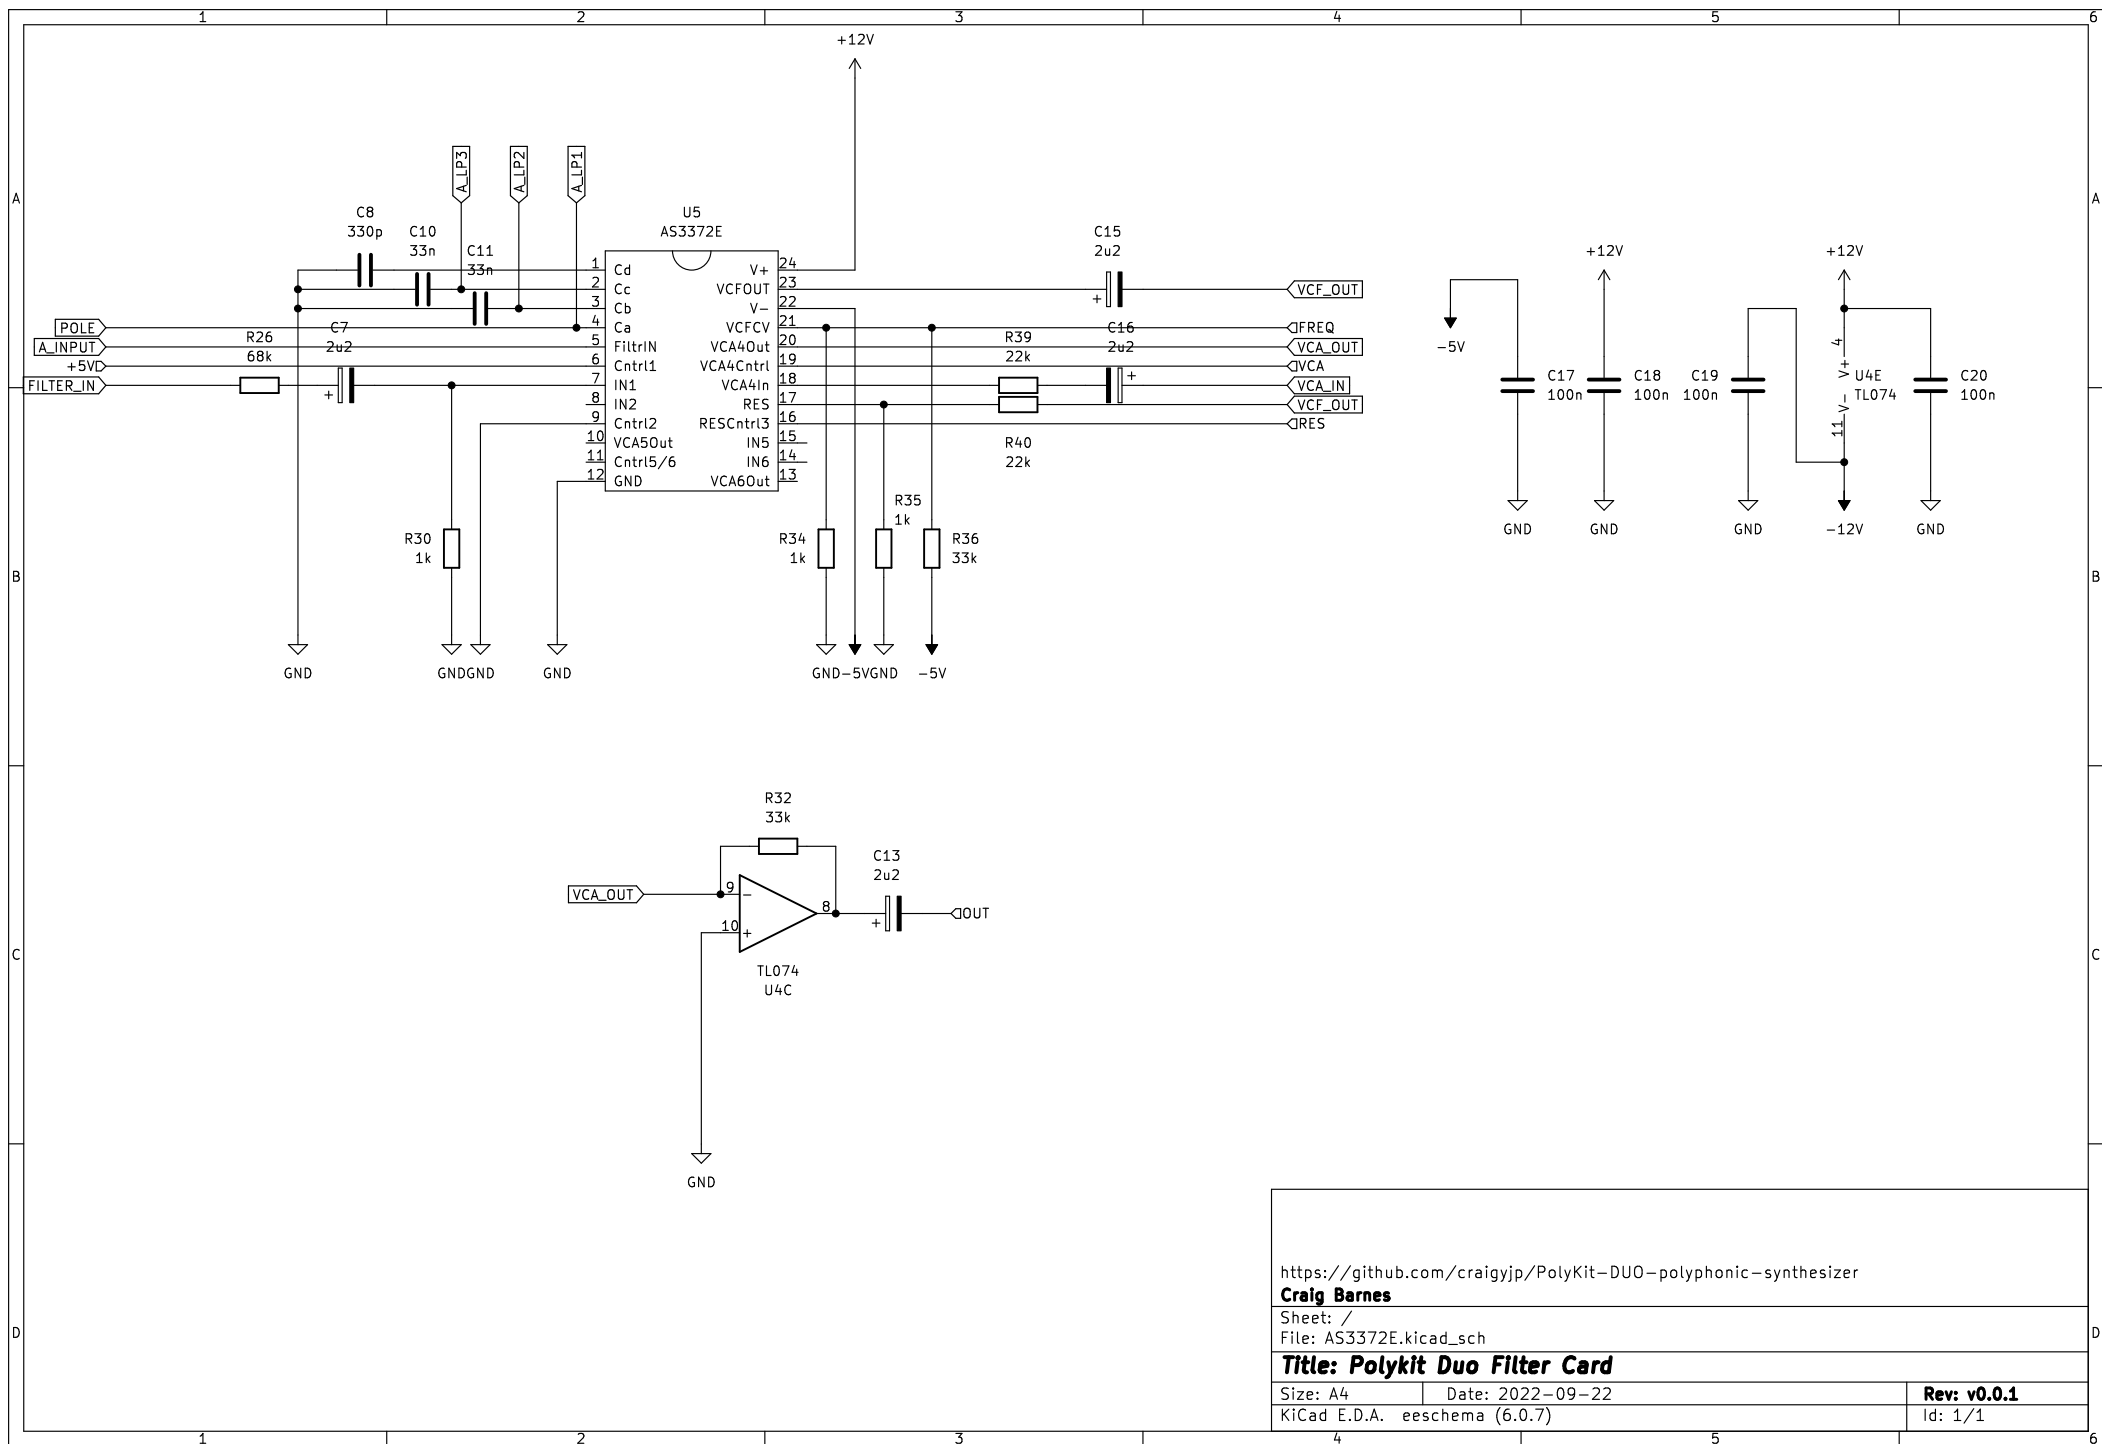 1 2 3 4 5 6
+12V
A_LP3 A_LP2 A_LP1
A A
C8
330p
C10
33n
C11
33n
U5
AS3372E
C15
2u2
+12V +12V
1 Cd V+ 24
2 Cc VCFOUT 23 + VCF_OUT
3 Cb V- 22
POLE 4 Ca VCFCV 21 FREQ
A_INPUT 5 FiltrIN VCA4Out 20 VCA_OUT
+5V 6 Cntrl1 VCA4Cntrl 19 VCA
FILTER_IN + 7 IN1 VCA4In 18 + VCA_IN
8 IN2 RES 17 VCF_OUT
9 Cntrl2 RESCntrl3 16 RES
10 VCA5Out IN5 15
11 Cntrl5/6 IN6 14
12 GND VCA6Out 13
R26
68k
C7
2u2
R39
22k
C16
2u2
R40
22k
-5V
C17
100n
C18
100n
C19
100n
4 V+
11 V-
U4E
TL074
C20
100n
GND GND GND -12V GND
R30
1k
R34
1k
R35
1k
R36
33k
B B
GND GND GND GND GND -5V GND -5V
R32
33k
C13
2u2
VCA_OUT 9 -
8 + OUT
10 +
TL074
U4C
C C
GND
https://github.com/craigyjp/PolyKit-DUO-polyphonic-synthesizer
Craig Barnes
Sheet: /
File: AS3372E.kicad_sch
D D
Title: Polykit Duo Filter Card
Size: A4 Date: 2022-09-22 Rev: v0.0.1
KiCad E.D.A. eeschema (6.0.7) Id: 1/1
1 2 3 4 5 6